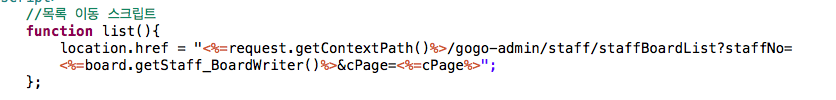 //목록 이동 스크립트
function list(){
location.href = "<%=request.getContextPath()%>/gogo-admin/staff/staffBoardList?staffNo=
<%=board.getStaff_BoardWriter()%>&cPage=<%=cPage%>";
};